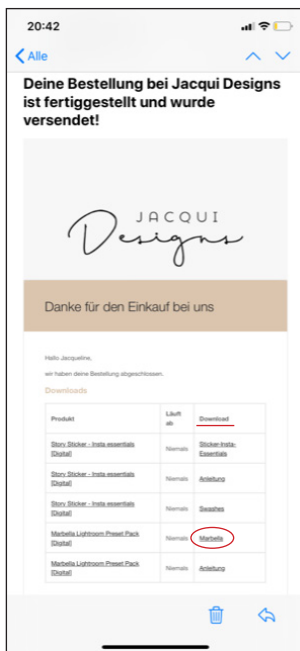 20:42
Alle
Deine Bestellung bei Jacqui Designs
ist fertiggestellt und wurde
versendet!
JACQUI
Designs
Danke für den Einkauf bei uns
Hallo Jacqueline,
wir haben deine Bestellung abgeschlossen.
Downloads
Produkt Läuft ab Download
Story Sticker - Insta essentials
[Digital]
Niemals
Sticker-Insta-
Essentials
Story Sticker - Insta essentials
[Digital]
Niemals
Anleitung
Story Sticker - Insta essentials
[Digital]
Niemals
Swashes
Marbella Lightroom Preset Pack
[Digital]
Niemals
Marbella
Marbella Lightroom Preset Pack
[Digital]
Niemals
Anleitung